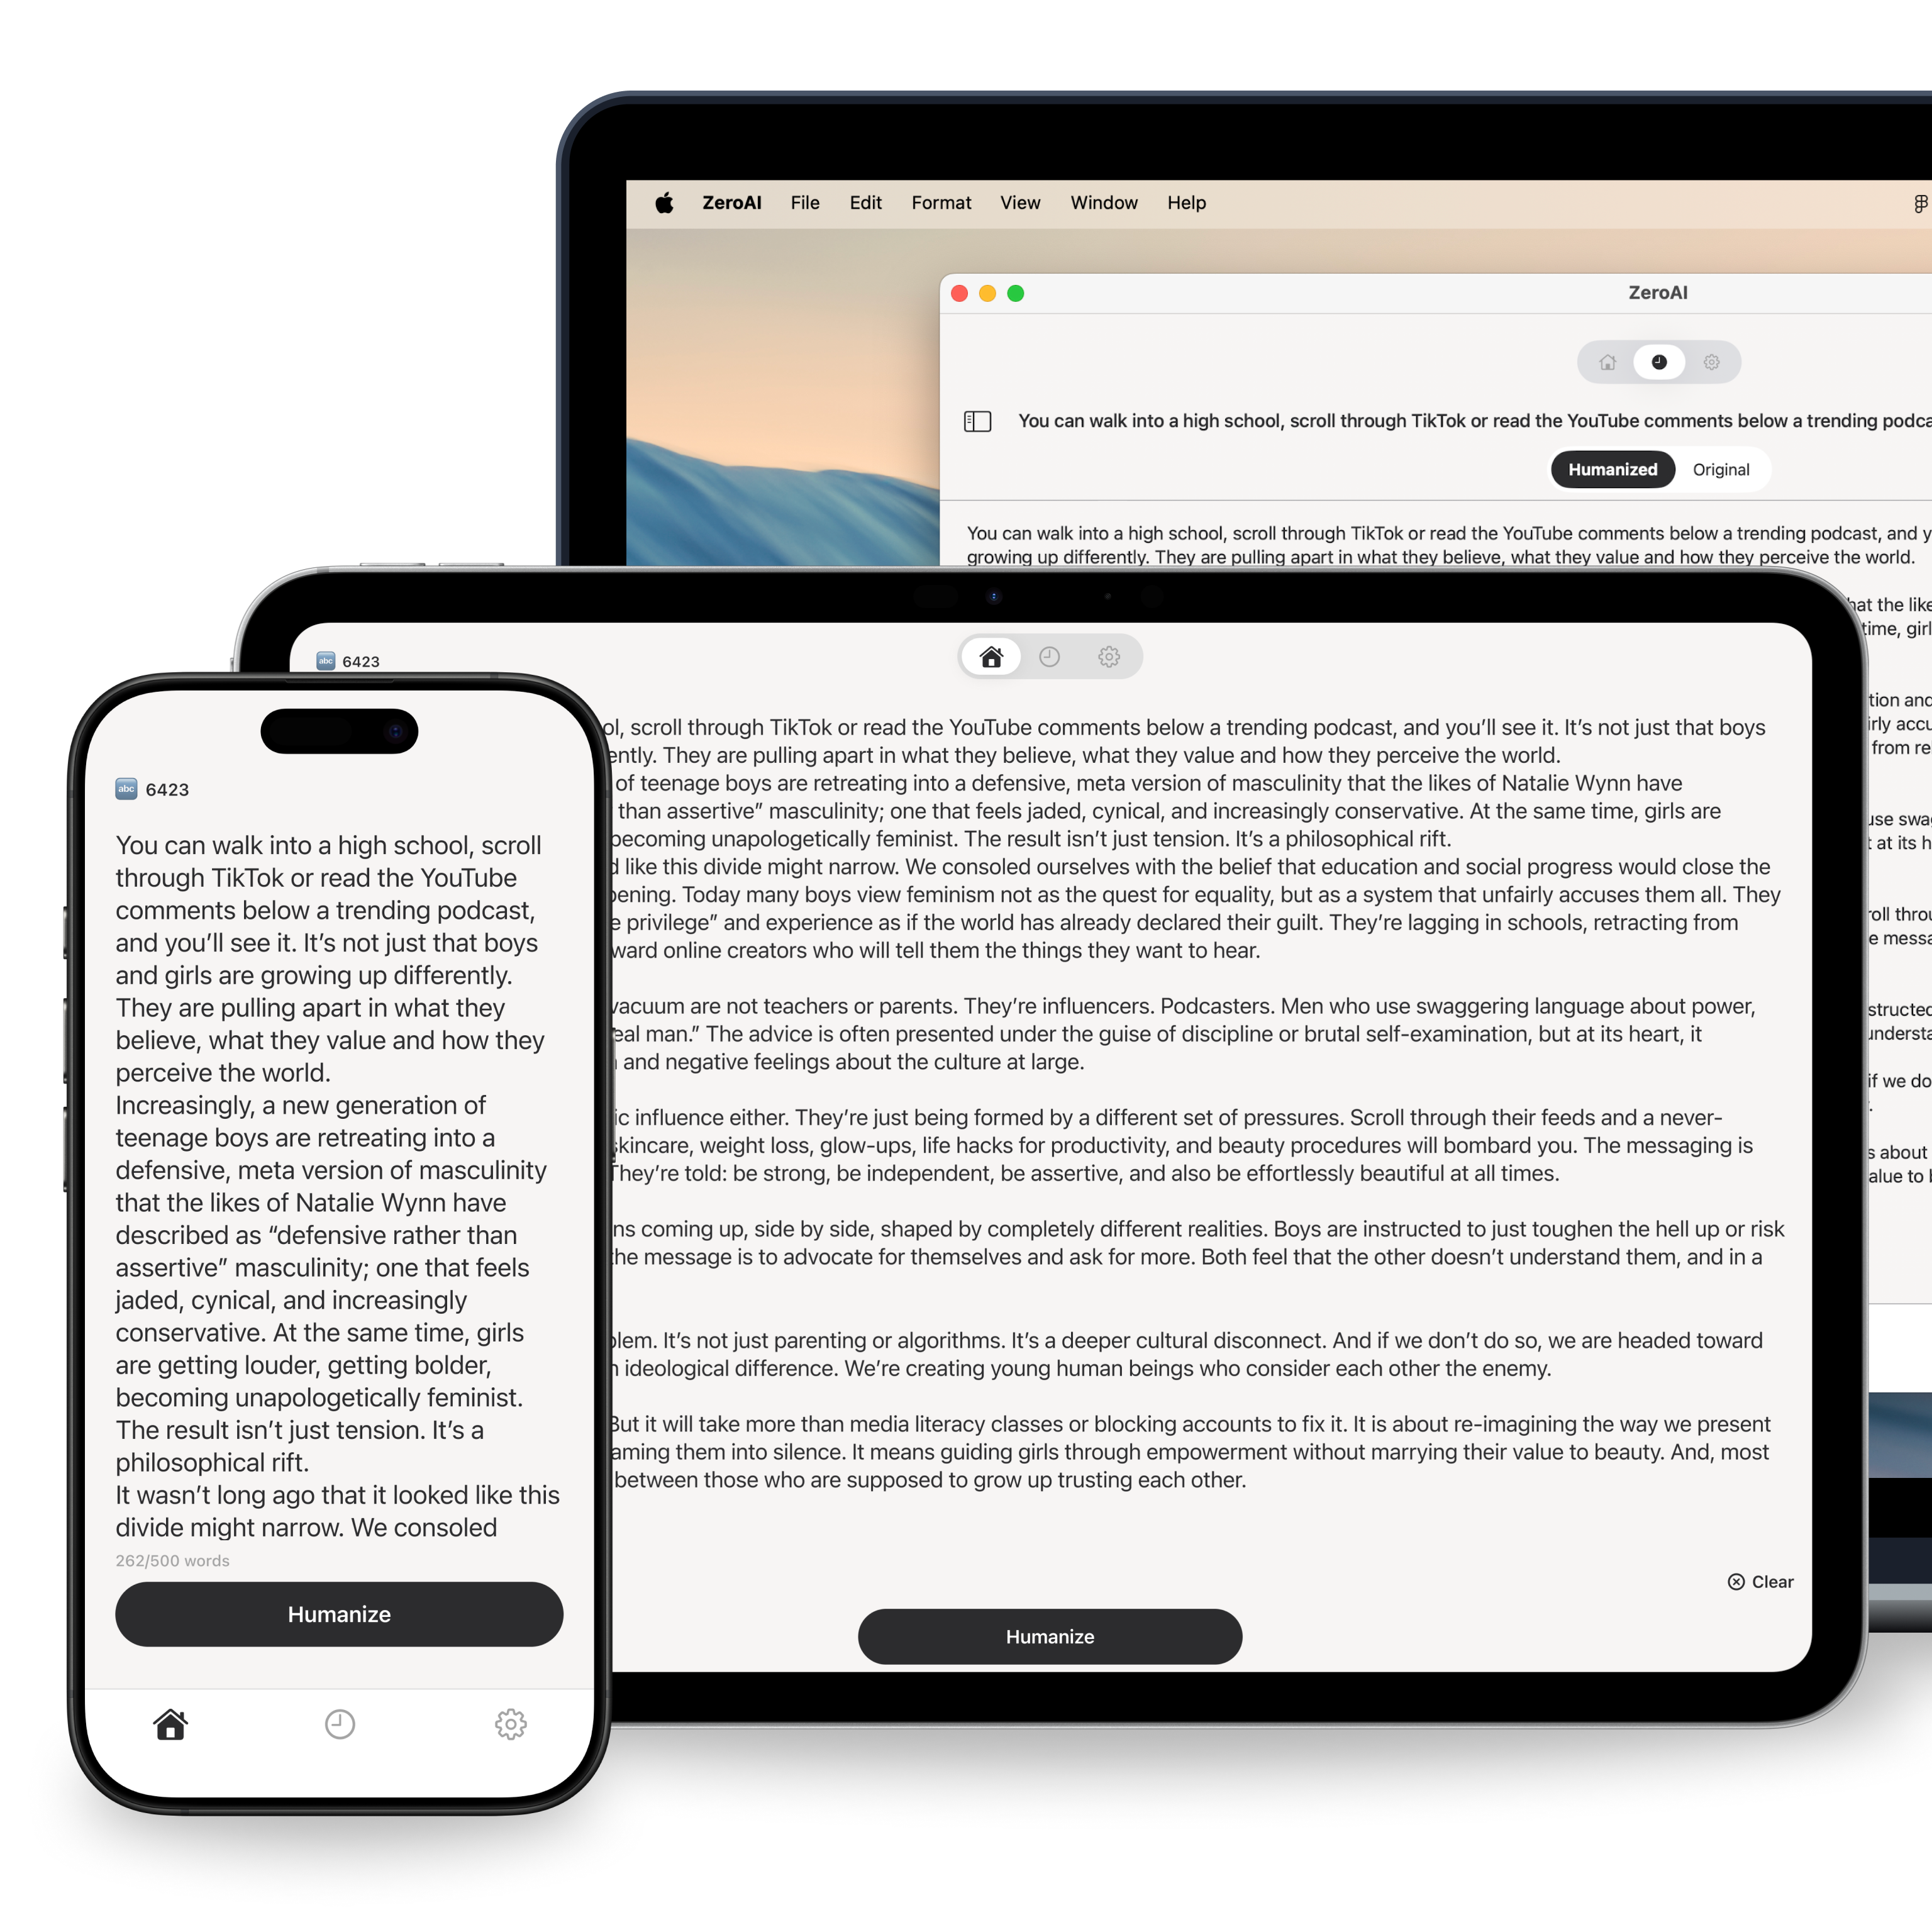 ZeroAI File Edit Format View Window Help
ZeroAI
You can walk into a high school, scroll through TikTok or read the YouTube comments below a trending
Humanized Original
You can walk into a high school, scroll through TikTok or read the YouTube comments below a trending podcast, and
growing up differently. They are pulling apart in what they believe, what they value and how they perceive the world.
hat the like
time, girl
tion and
irly accu
from re
use swag
t at its h
roll throu
e messa
structed
understa
if we do
s about
alue to b
abc 6423
ol, scroll through TikTok or read the YouTube comments below a trending podcast, and you’ll see it. It’s not just that boys
ently. They are pulling apart in what they believe, what they value and how they perceive the world.
of teenage boys are retreating into a defensive, meta version of masculinity that the likes of Natalie Wynn have
than assertive” masculinity; one that feels jaded, cynical, and increasingly conservative. At the same time, girls are
becoming unapologetically feminist. The result isn’t just tension. It’s a philosophical rift.
d like this divide might narrow. We consoled ourselves with the belief that education and social progress would close the
pening. Today many boys view feminism not as the quest for equality, but as a system that unfairly accuses them all. They
e privilege” and experience as if the world has already declared their guilt. They’re lagging in schools, retracting from
ward online creators who will tell them the things they want to hear.
vacuum are not teachers or parents. They’re influencers. Podcasters. Men who use swaggering language about power,
eal man.” The advice is often presented under the guise of discipline or brutal self-examination, but at its heart, it
and negative feelings about the culture at large.
ic influence either. They’re just being formed by a different set of pressures. Scroll through their feeds and a never-
skincare, weight loss, glow-ups, life hacks for productivity, and beauty procedures will bombard you. The messaging is
They’re told: be strong, be independent, be assertive, and also be effortlessly beautiful at all times.
ns coming up, side by side, shaped by completely different realities. Boys are instructed to just toughen the hell up or risk
the message is to advocate for themselves and ask for more. Both feel that the other doesn’t understand them, and in a
blem. It’s not just parenting or algorithms. It’s a deeper cultural disconnect. And if we don’t do so, we are headed toward
ideological difference. We’re creating young human beings who consider each other the enemy.
But it will take more than media literacy classes or blocking accounts to fix it. It is about re-imagining the way we present
aming them into silence. It means guiding girls through empowerment without marrying their value to beauty. And, most
between those who are supposed to grow up trusting each other.
Clear
Humanize
abc 6423
You can walk into a high school, scroll
through TikTok or read the YouTube
comments below a trending podcast,
and you’ll see it. It’s not just that boys
and girls are growing up differently.
They are pulling apart in what they
believe, what they value and how they
perceive the world.
Increasingly, a new generation of
teenage boys are retreating into a
defensive, meta version of masculinity
that the likes of Natalie Wynn have
described as “defensive rather than
assertive” masculinity; one that feels
jaded, cynical, and increasingly
conservative. At the same time, girls
are getting louder, getting bolder,
becoming unapologetically feminist.
The result isn’t just tension. It’s a
philosophical rift.
It wasn’t long ago that it looked like this
divide might narrow. We consoled
262/500 words
Humanize